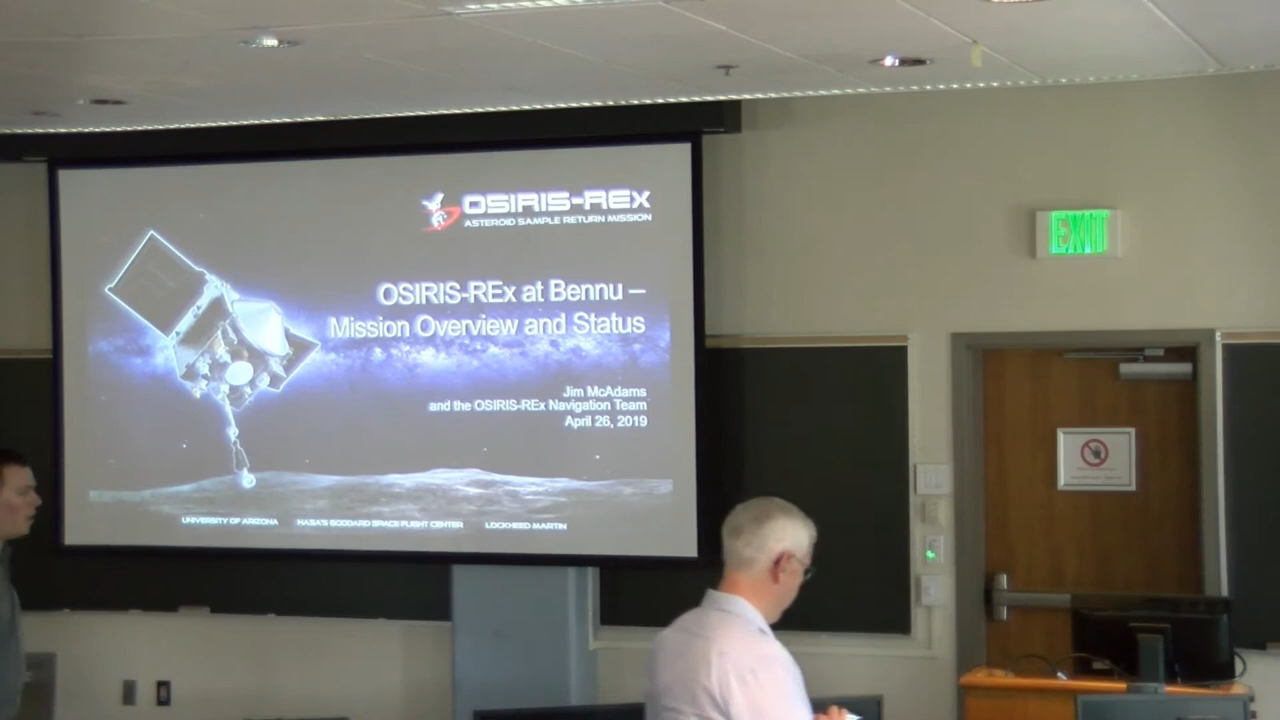 OSIRIS-REx
ASTEROID SAMPLE RETURN MISSION
OSIRIS-REx at Bennu –
Mission Overview and Status
Jim McAdams
and the OSIRIS-REx Navigation Team
April 26, 2019
UNIVERSITY OF ARIZONA NASA'S GODDARD SPACE FLIGHT CENTER LOCKHEED MARTIN
EXIT